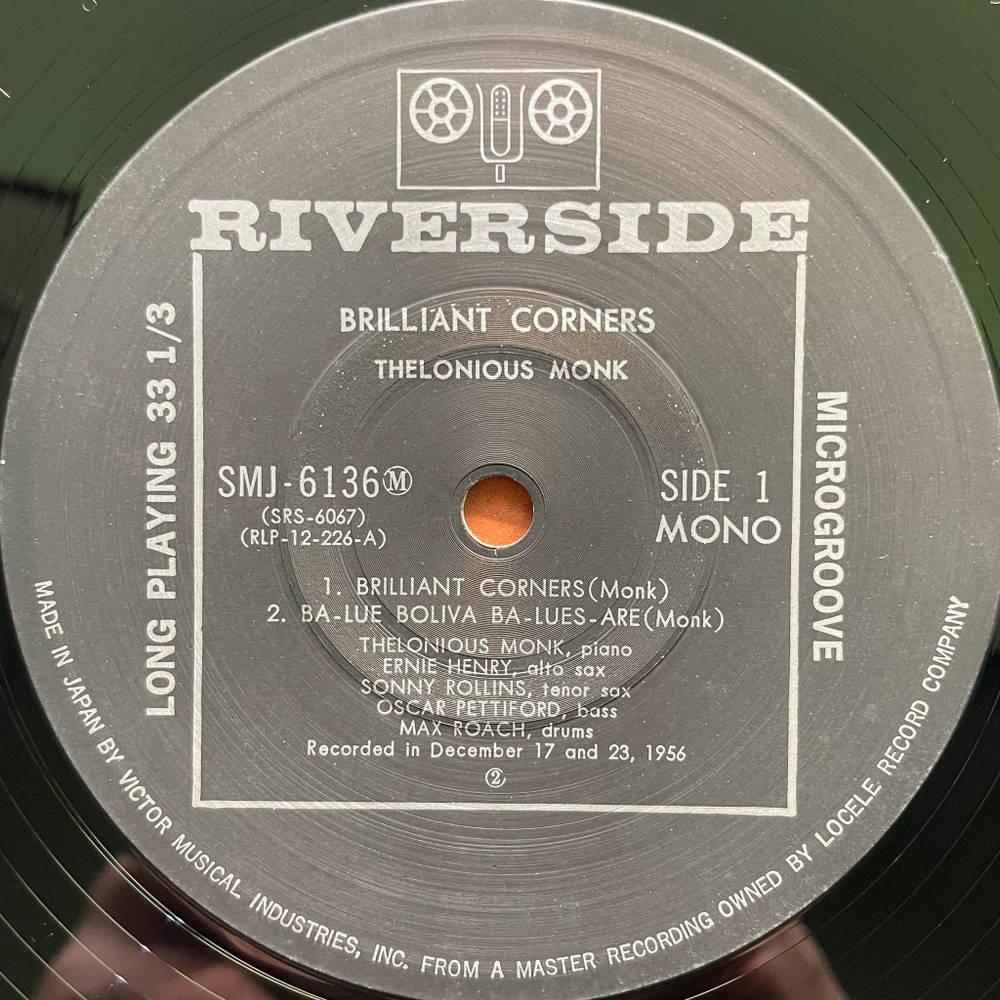 RIVERSIDE
BRILLIANT CORNERS
THELONIOUS MONK
LONG PLAYING 33 1/3
MICROGROOVE
SMJ-6136Ⓜ
(SRS-6067)
(RLP-12-226-A)
SIDE 1
MONO
1. BRILLIANT CORNERS(Monk)
2. BA-LUE BOLIVA BA-LUES-ARE(Monk)
THELONIOUS MONK, piano
ERNIE HENRY, alto sax
SONNY ROLLINS, tenor sax
OSCAR PETTIFORD, bass
MAX ROACH, drums
Recorded in December 17 and 23, 1956
②
MADE IN JAPAN BY VICTOR MUSICAL INDUSTRIES, INC. FROM A MASTER RECORDING OWNED BY LOCELE RECORD COMPANY